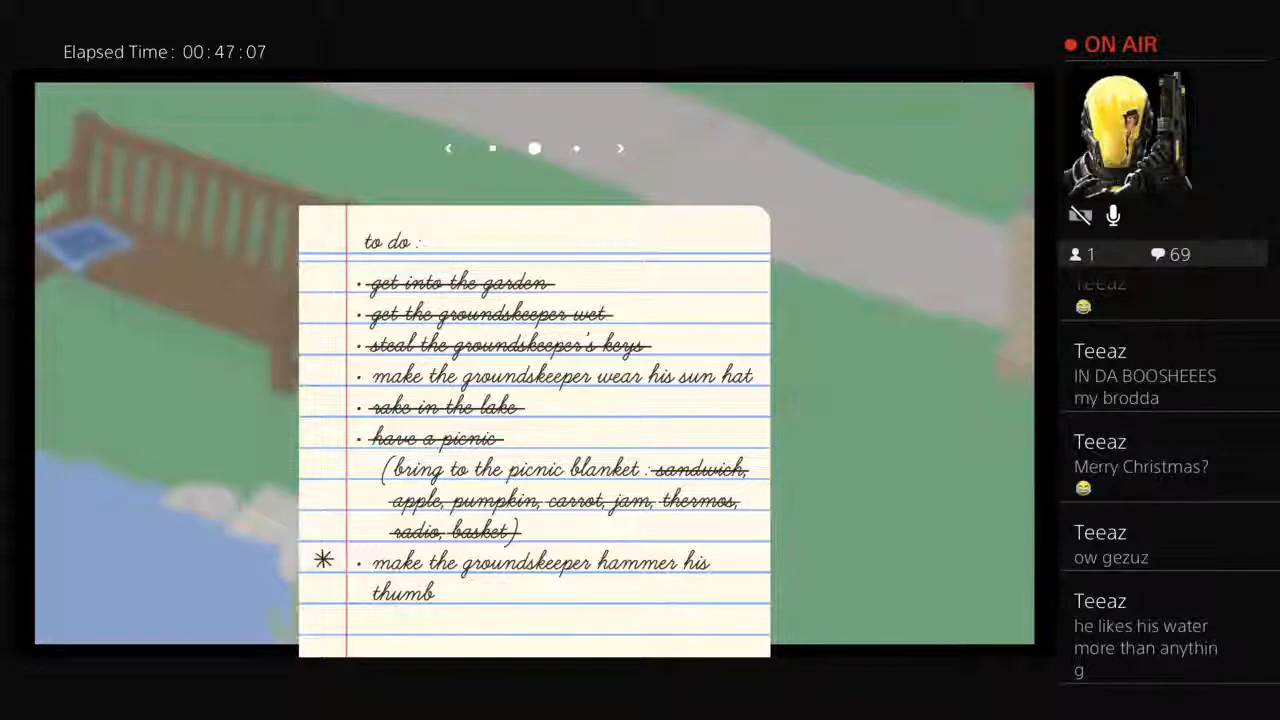 Elapsed Time: 00:47:07
ON AIR
1 69
to do :
· get into the garden
· get the groundskeeper wet
· steal the groundskeeper's keys
· make the groundskeeper wear his sun hat
· rake in the lake
· have a picnic
(bring to the picnic blanket : sandwich,
apple, pumpkin, carrot, jam, thermos,
radio, basket)
* · make the groundskeeper hammer his
thumb
Teeaz
😂
Teeaz
IN DA BOOSHEEES
my brodda
Teeaz
Merry Christmas?
😂
Teeaz
ow gezuz
Teeaz
he likes his water
more than anythin
g